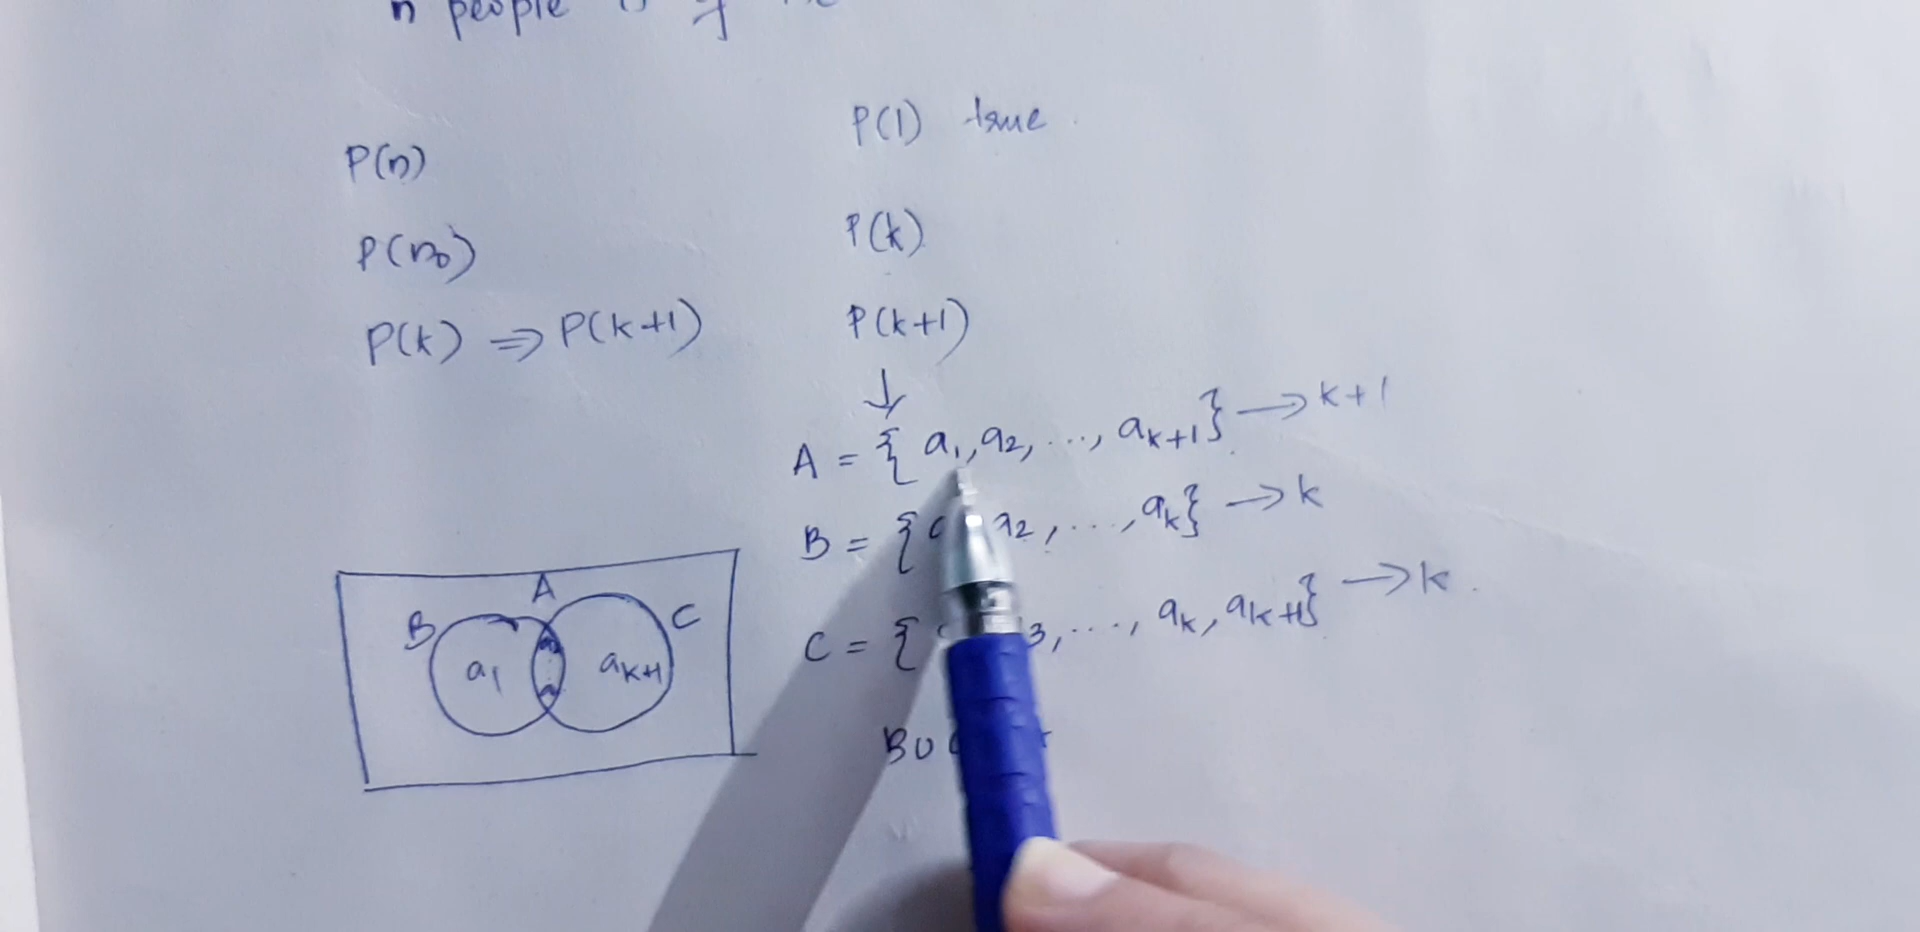 n people
P(1) true.
P(n)
P(k)
P(n₀)
P(k+1)
P(k) ⇒ P(k+1)
↓
A = { a₁, a₂, ..., aₖ₊₁} → k+1
B = { a₂, ..., aₖ} → k
C = { 3, ..., aₖ, aₖ₊₁} → k.
B ∪
A
B
C
a₁
aₖ₊₁